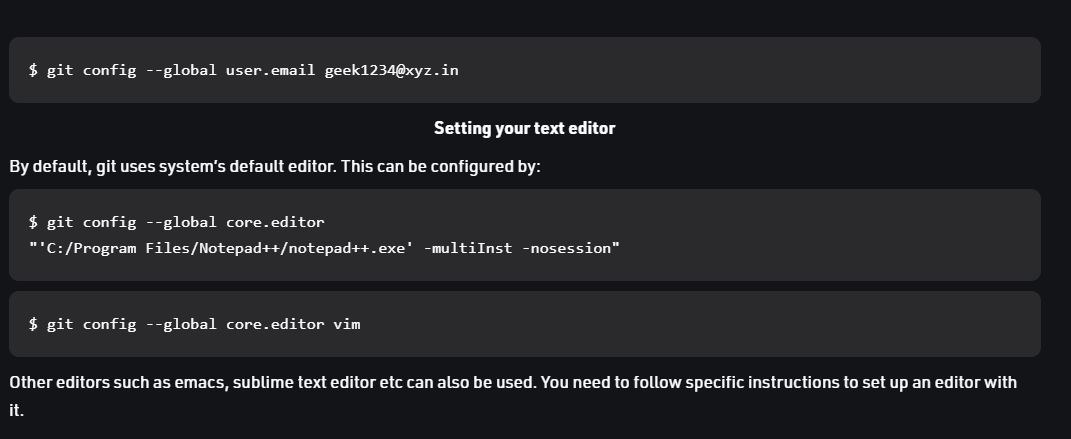 $ git config --global user.email geek1234@xyz.in
Setting your text editor
By default, git uses system’s default editor. This can be configured by:
$ git config --global core.editor
"'C:/Program Files/Notepad++/notepad++.exe' -multiInst -nosession"
$ git config --global core.editor vim
Other editors such as emacs, sublime text editor etc can also be used. You need to follow specific instructions to set up an editor with
it.